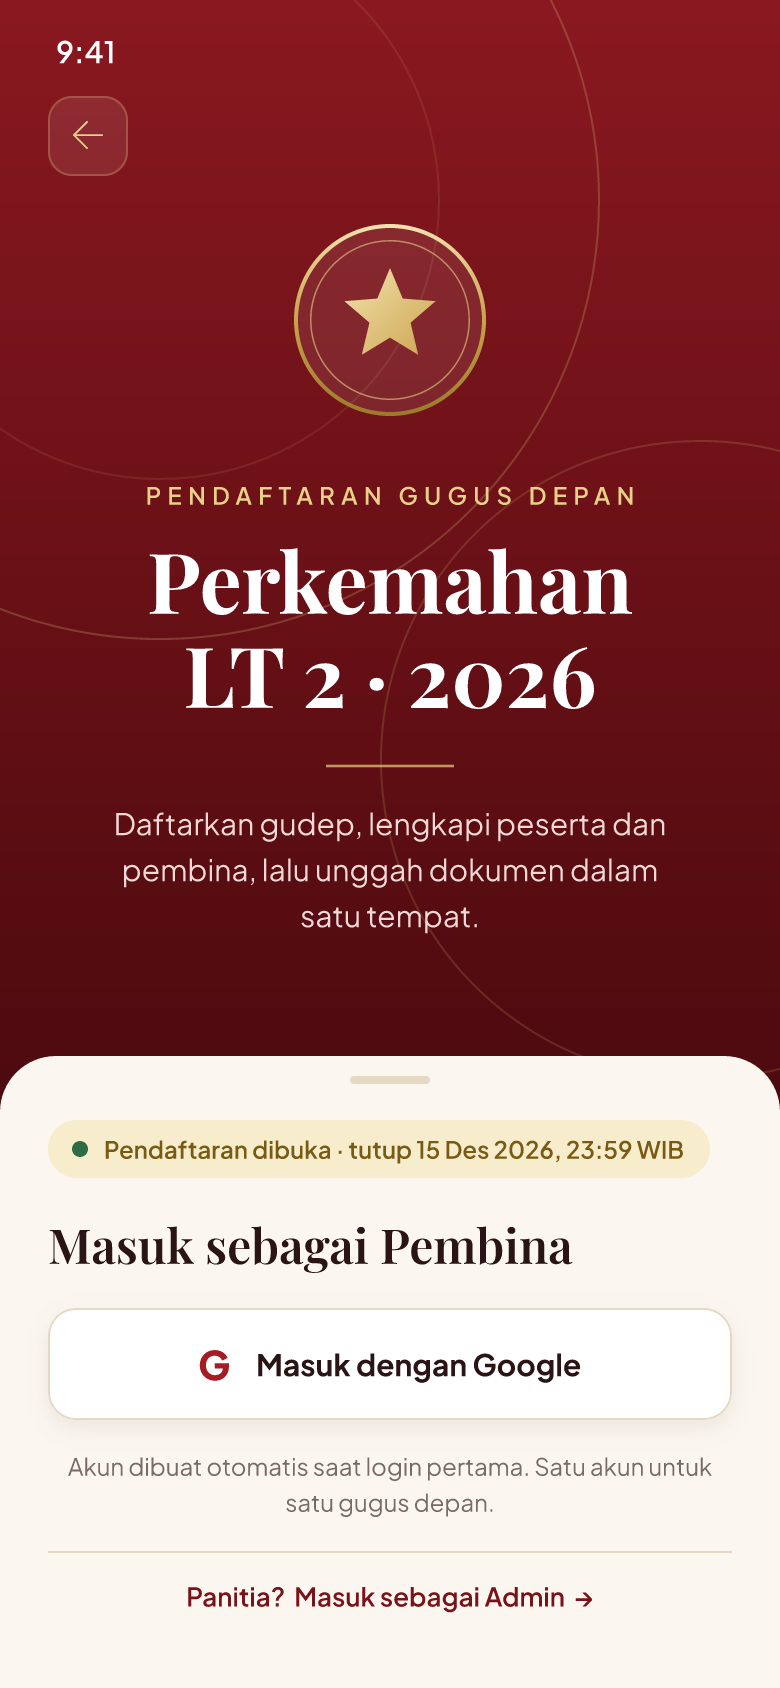 9:41
PENDAFTARAN GUGUS DEPAN
Perkemahan
LT 2 · 2026
Daftarkan gudep, lengkapi peserta dan
pembina, lalu unggah dokumen dalam
satu tempat.
Pendaftaran dibuka · tutup 15 Des 2026, 23:59 WIB
Masuk sebagai Pembina
G Masuk dengan Google
Akun dibuat otomatis saat login pertama. Satu akun untuk
satu gugus depan.
Panitia? Masuk sebagai Admin →